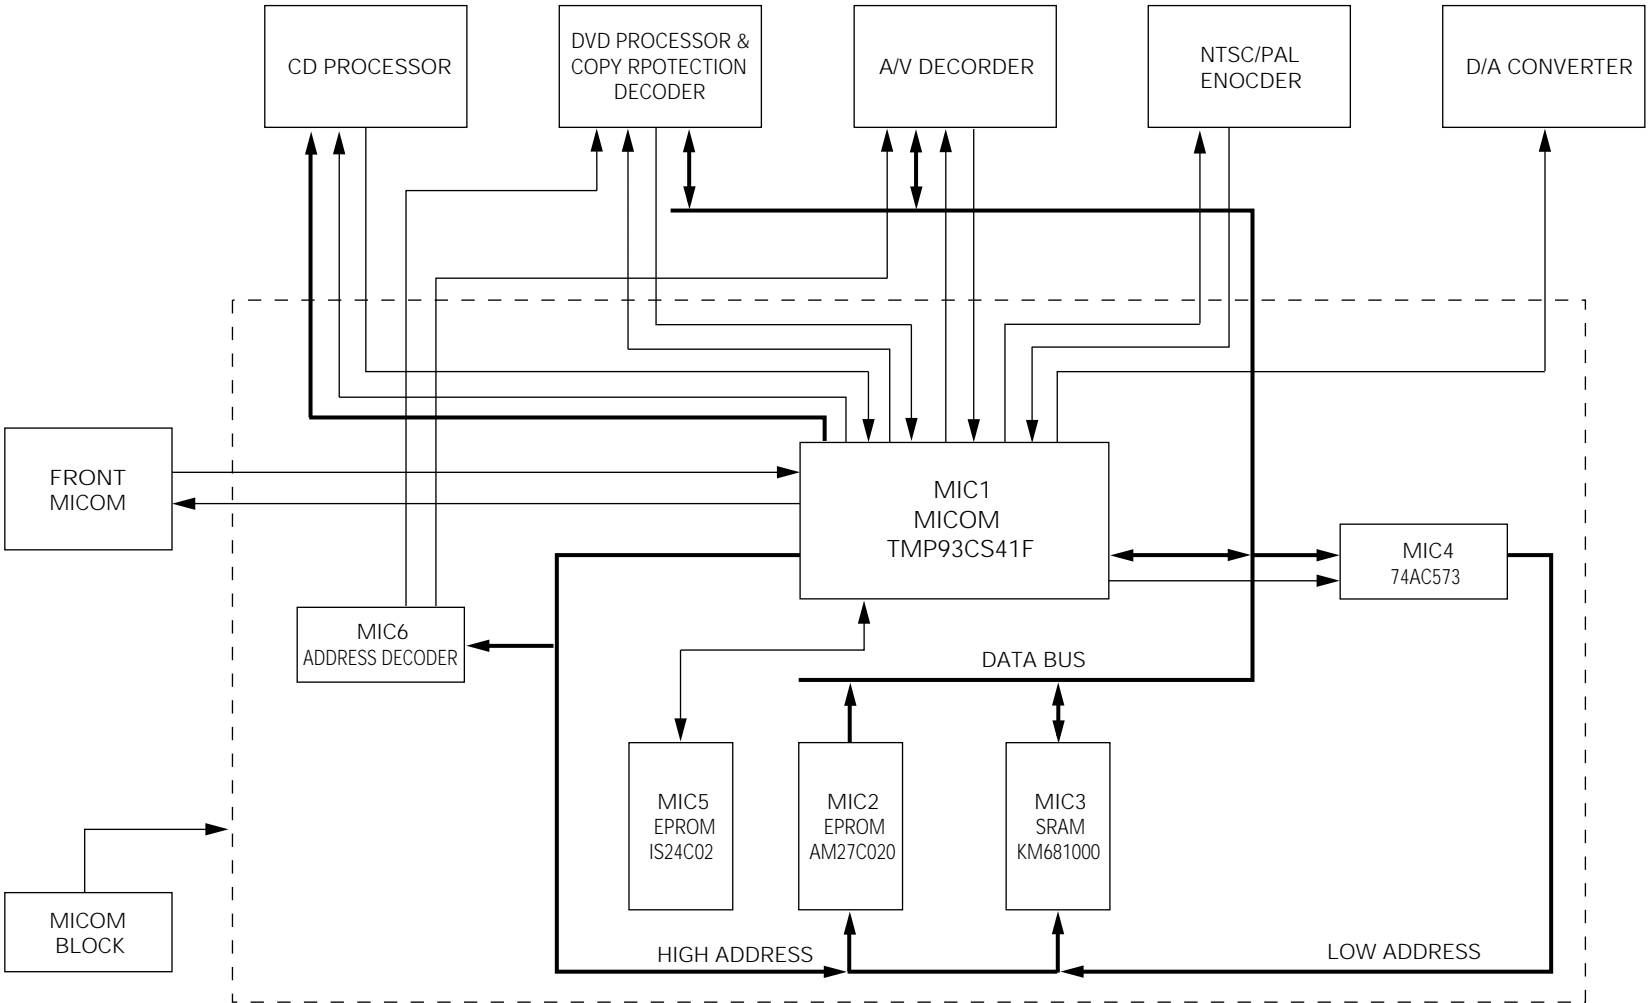 CD PROCESSOR
DVD PROCESSOR &
COPY RPOTECTION
DECODER
A/V DECORDER
NTSC/PAL
ENOCDER
D/A CONVERTER
FRONT
MICOM
MIC1
MICOM
TMP93CS41F
MIC4
74AC573
MIC6
ADDRESS DECODER
DATA BUS
MIC5
EPROM
IS24C02
MIC2
EPROM
AM27C020
MIC3
SRAM
KM681000
MICOM
BLOCK
HIGH ADDRESS
LOW ADDRESS